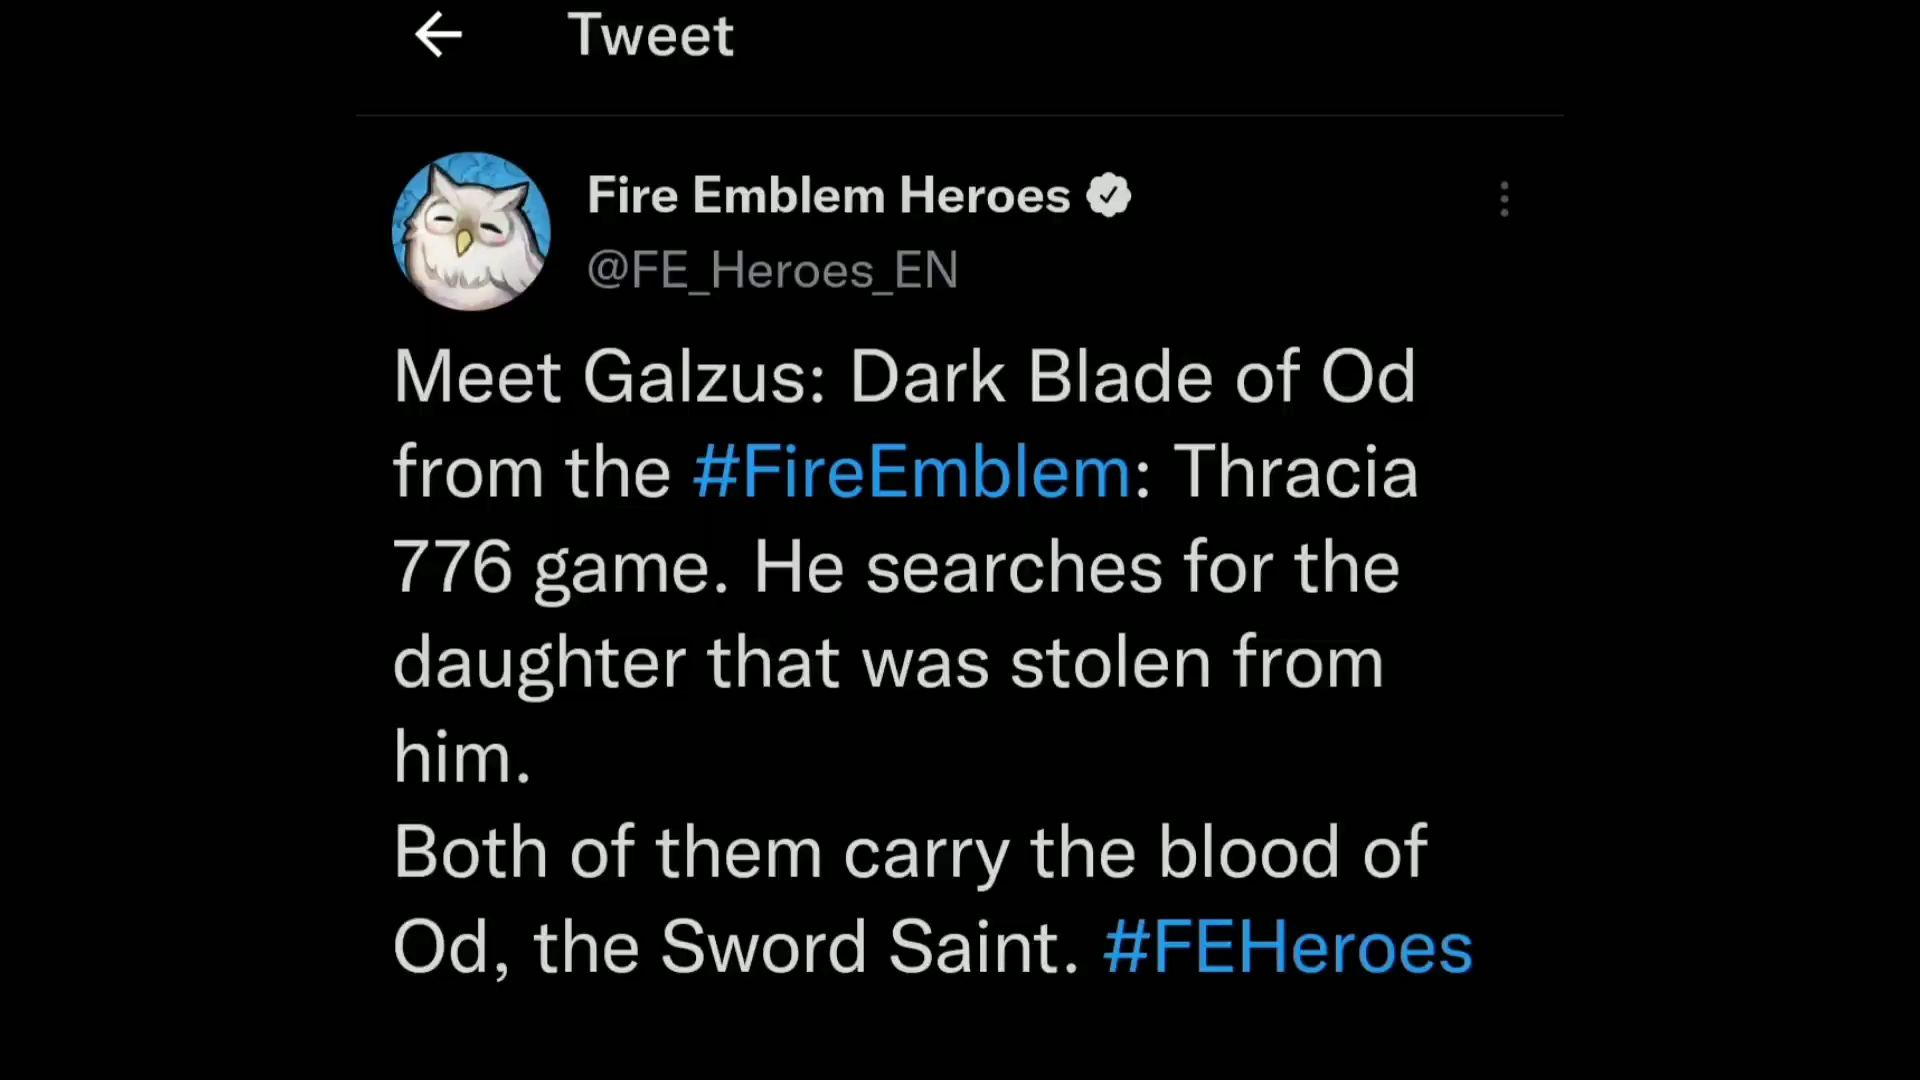 Tweet
Fire Emblem Heroes
@FE_Heroes_EN
Meet Galzus: Dark Blade of Od
from the #FireEmblem: Thracia
776 game. He searches for the
daughter that was stolen from
him.
Both of them carry the blood of
Od, the Sword Saint. #FEHeroes